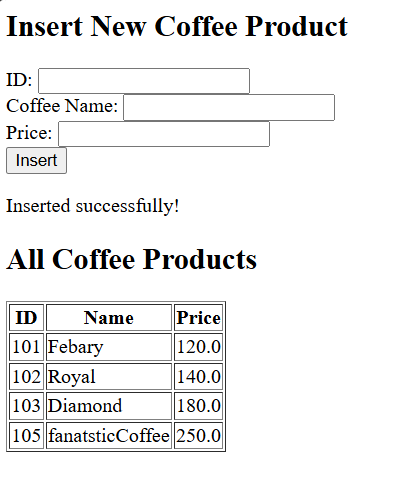 Insert New Coffee Product
ID:
Coffee Name:
Price:
Insert
Inserted successfully!
All Coffee Products
ID Name Price
101 Febary 120.0
102 Royal 140.0
103 Diamond 180.0
105 fanatsticCoffee 250.0